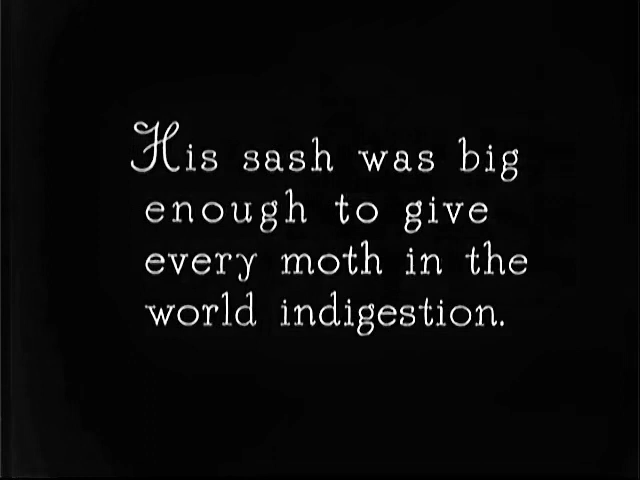 His sash was big
enough to give
every moth in the
world indigestion.